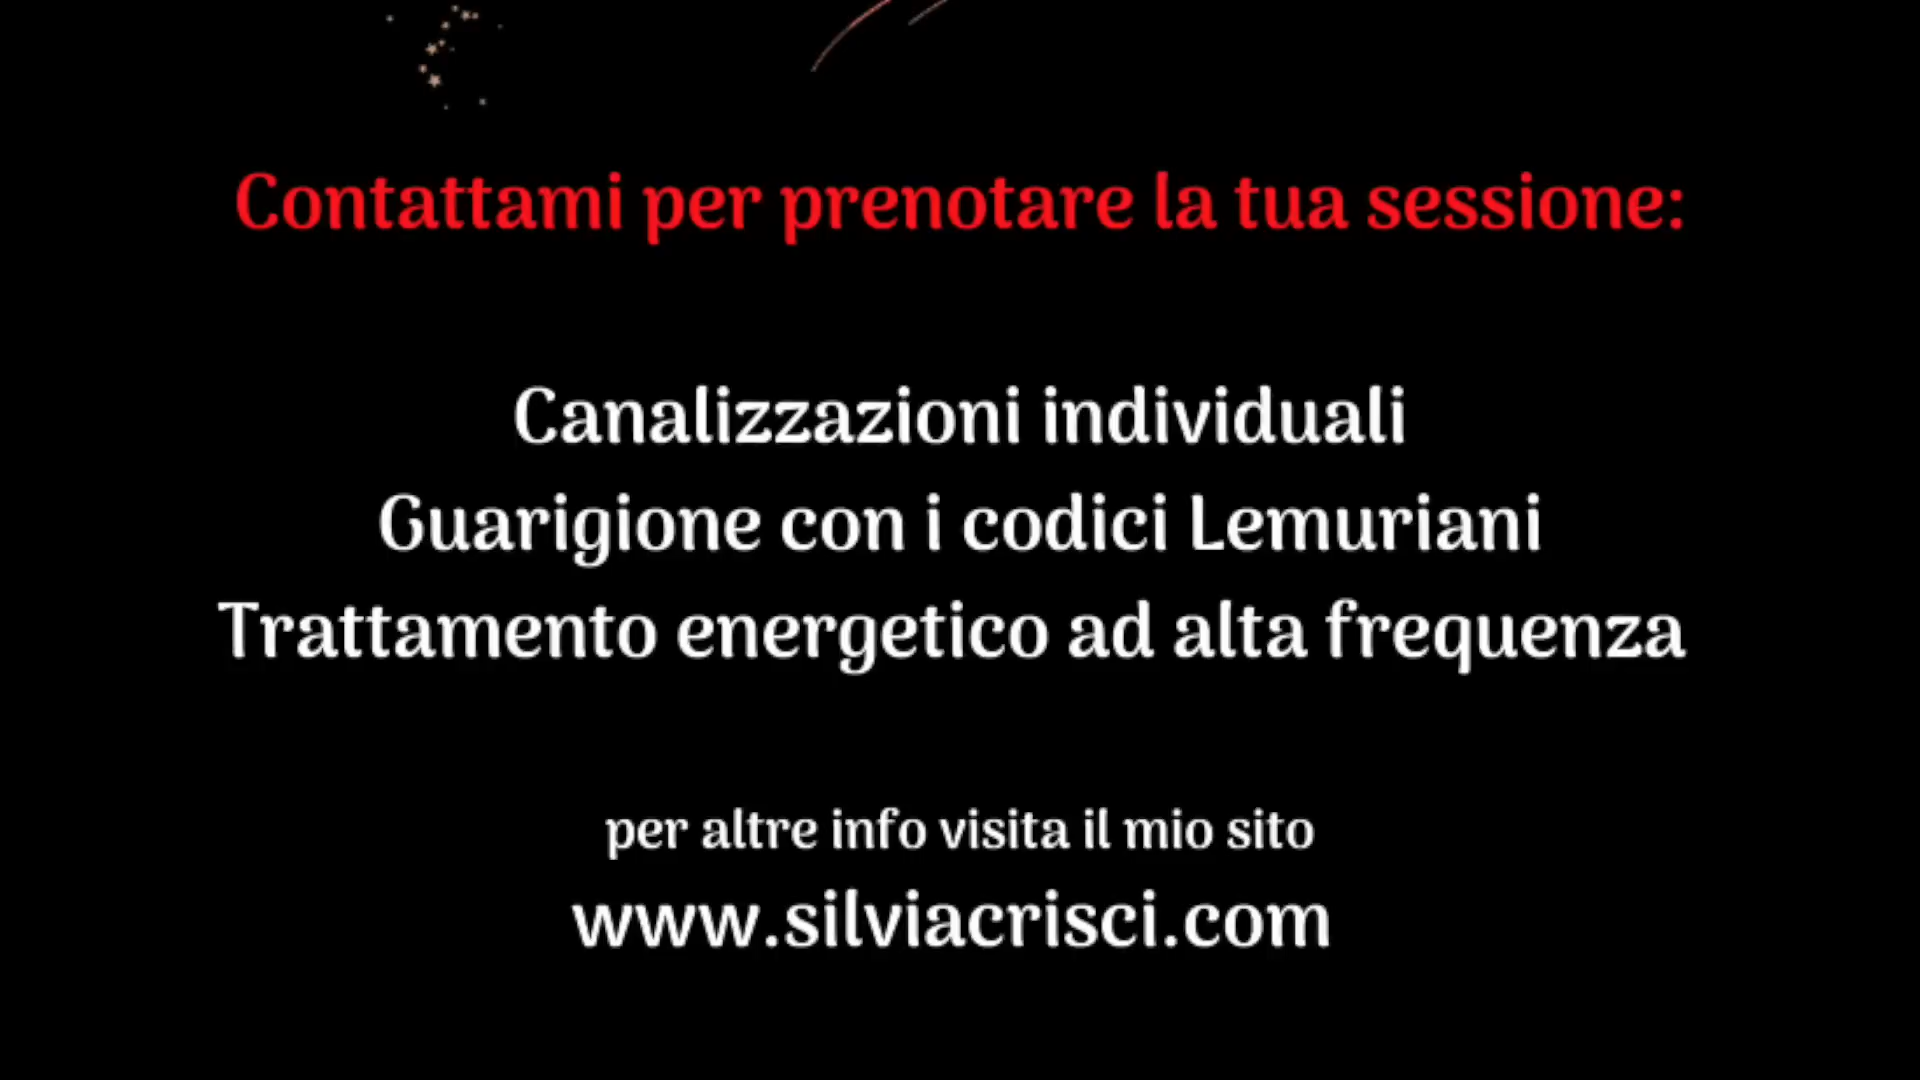 Contattami per prenotare la tua sessione:
Canalizzazioni individuali
Guarigione con i codici Lemuriani
Trattamento energetico ad alta frequenza
per altre info visita il mio sito
www.silviacrisci.com